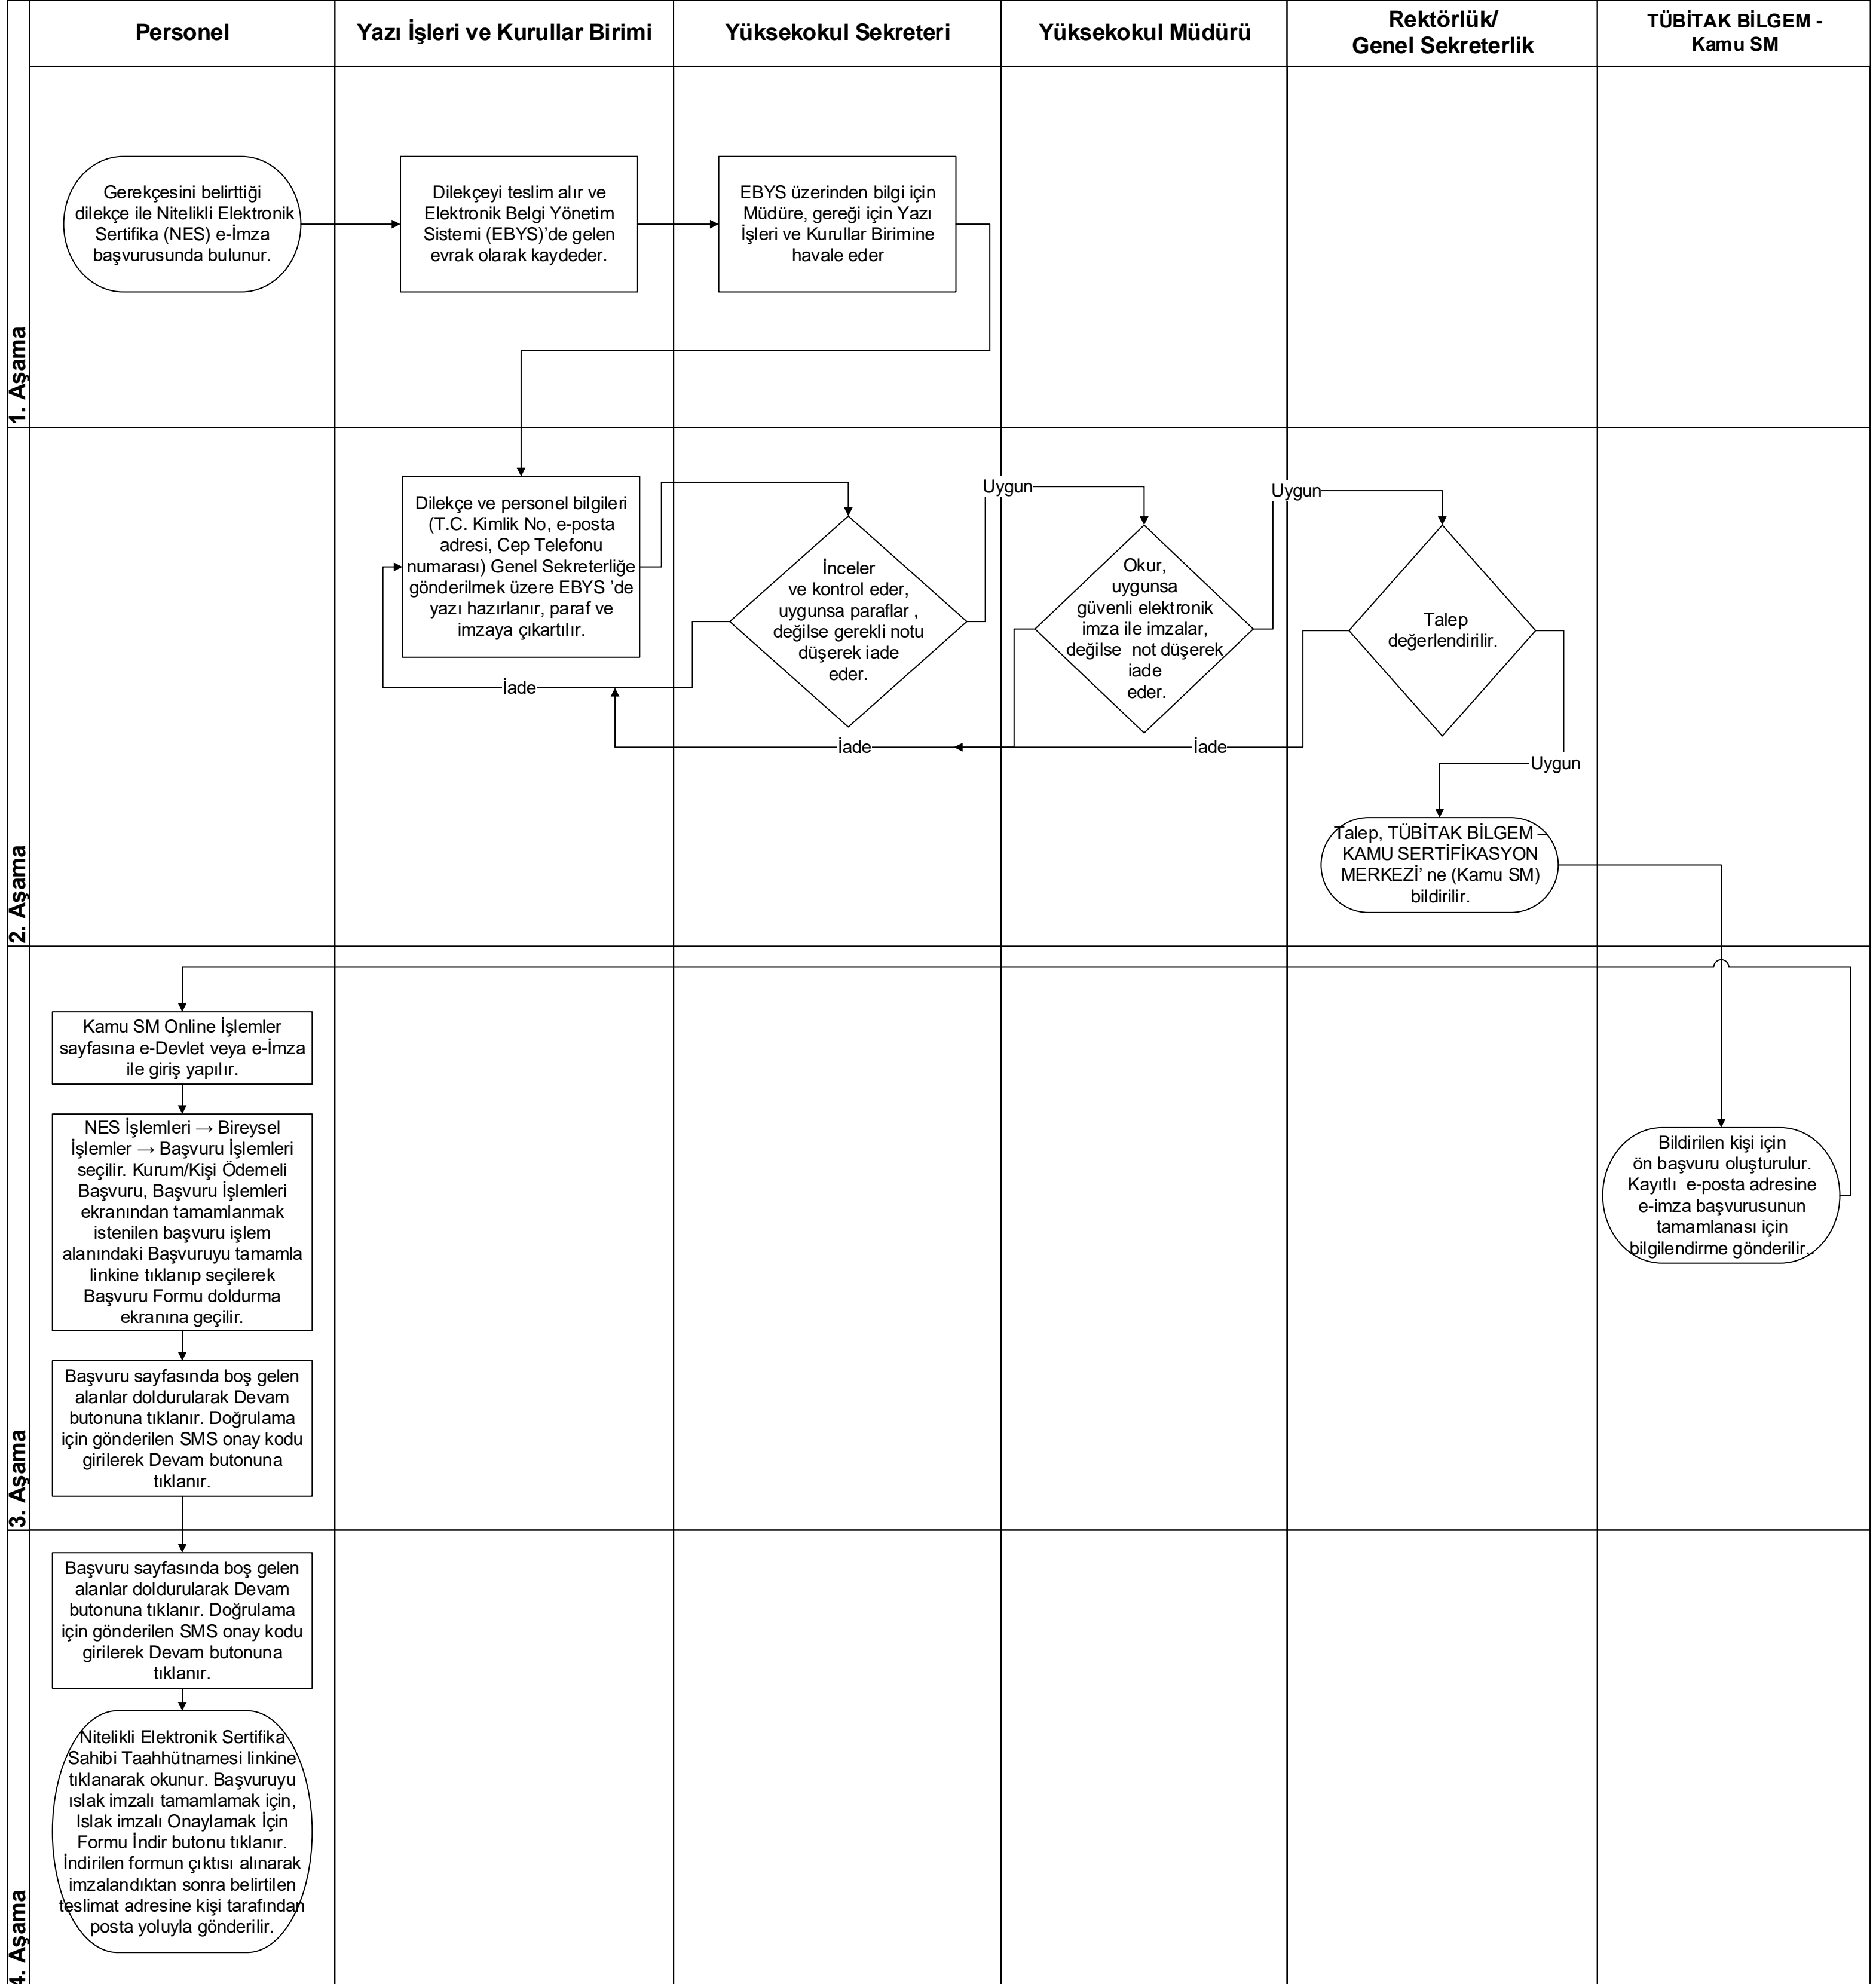 Personel
Yazı İşleri ve Kurullar Birimi
Yüksekokul Sekreteri
Yüksekokul Müdürü
Rektörlük/
Genel Sekreterlik
TÜBİTAK BİLGEM -
Kamu SM
1. Aşama
Gerekçesini belirttiği
dilekçe ile Nitelikli Elektronik
Sertifika (NES) e-İmza
başvurusunda bulunur.
Dilekçeyi teslim alır ve
Elektronik Belgi Yönetim
Sistemi (EBYS)'de gelen
evrak olarak kaydeder.
EBYS üzerinden bilgi için
Müdüre, gereği için Yazı
İşleri ve Kurullar Birimine
havale eder
2. Aşama
Dilekçe ve personel bilgileri
(T.C. Kimlik No, e-posta
adresi, Cep Telefonu
numarası) Genel Sekreterliğe
gönderilmek üzere EBYS 'de
yazı hazırlanır, paraf ve
imzaya çıkartılır.
İade
İnceler
ve kontrol eder,
uygunsa paraflar ,
değilse gerekli notu
düşerek iade
eder.
Uygun
İade
Okur,
uygunsa
güvenli elektronik
imza ile imzalar,
değilse  not düşerek
iade
eder.
Uygun
İade
Talep
değerlendirilir.
Uygun
Talep, TÜBİTAK BİLGEM –
KAMU SERTİFİKASYON
MERKEZİ' ne (Kamu SM)
bildirilir.
3. Aşama
Bildirilen kişi için
ön başvuru oluşturulur.
Kayıtlı  e-posta adresine
e-imza başvurusunun
tamamlanası için
bilgilendirme gönderilir..
Kamu SM Online İşlemler
sayfasına e-Devlet veya e-İmza
ile giriş yapılır.
NES İşlemleri → Bireysel
İşlemler → Başvuru İşlemleri
seçilir. Kurum/Kişi Ödemeli
Başvuru, Başvuru İşlemleri
ekranından tamamlanmak
istenilen başvuru işlem
alanındaki Başvuruyu tamamla
linkine tıklanıp seçilerek
Başvuru Formu doldurma
ekranına geçilir.
Başvuru sayfasında boş gelen
alanlar doldurularak Devam
butonuna tıklanır. Doğrulama
için gönderilen SMS onay kodu
girilerek Devam butonuna
tıklanır.
4. Aşama
Başvuru sayfasında boş gelen
alanlar doldurularak Devam
butonuna tıklanır. Doğrulama
için gönderilen SMS onay kodu
girilerek Devam butonuna
tıklanır.
Nitelikli Elektronik Sertifika
Sahibi Taahhütnamesi linkine
tıklanarak okunur. Başvuruyu
ıslak imzalı tamamlamak için,
Islak imzalı Onaylamak İçin
Formu İndir butonu tıklanır.
İndirilen formun çıktısı alınarak
imzalandıktan sonra belirtilen
teslimat adresine kişi tarafından
posta yoluyla gönderilir.